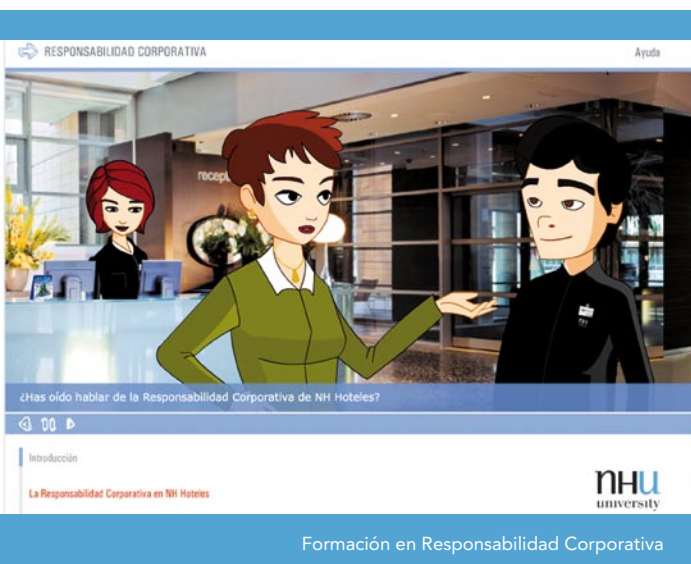 RESPONSABILIDAD CORPORATIVA
Ayuda
recep
¿Has oído hablar de la Responsabilidad Corporativa de NH Hoteles?
Introducción
La Responsabilidad Corporativa en NH Hoteles
nhu
university
Formación en Responsabilidad Corporativa